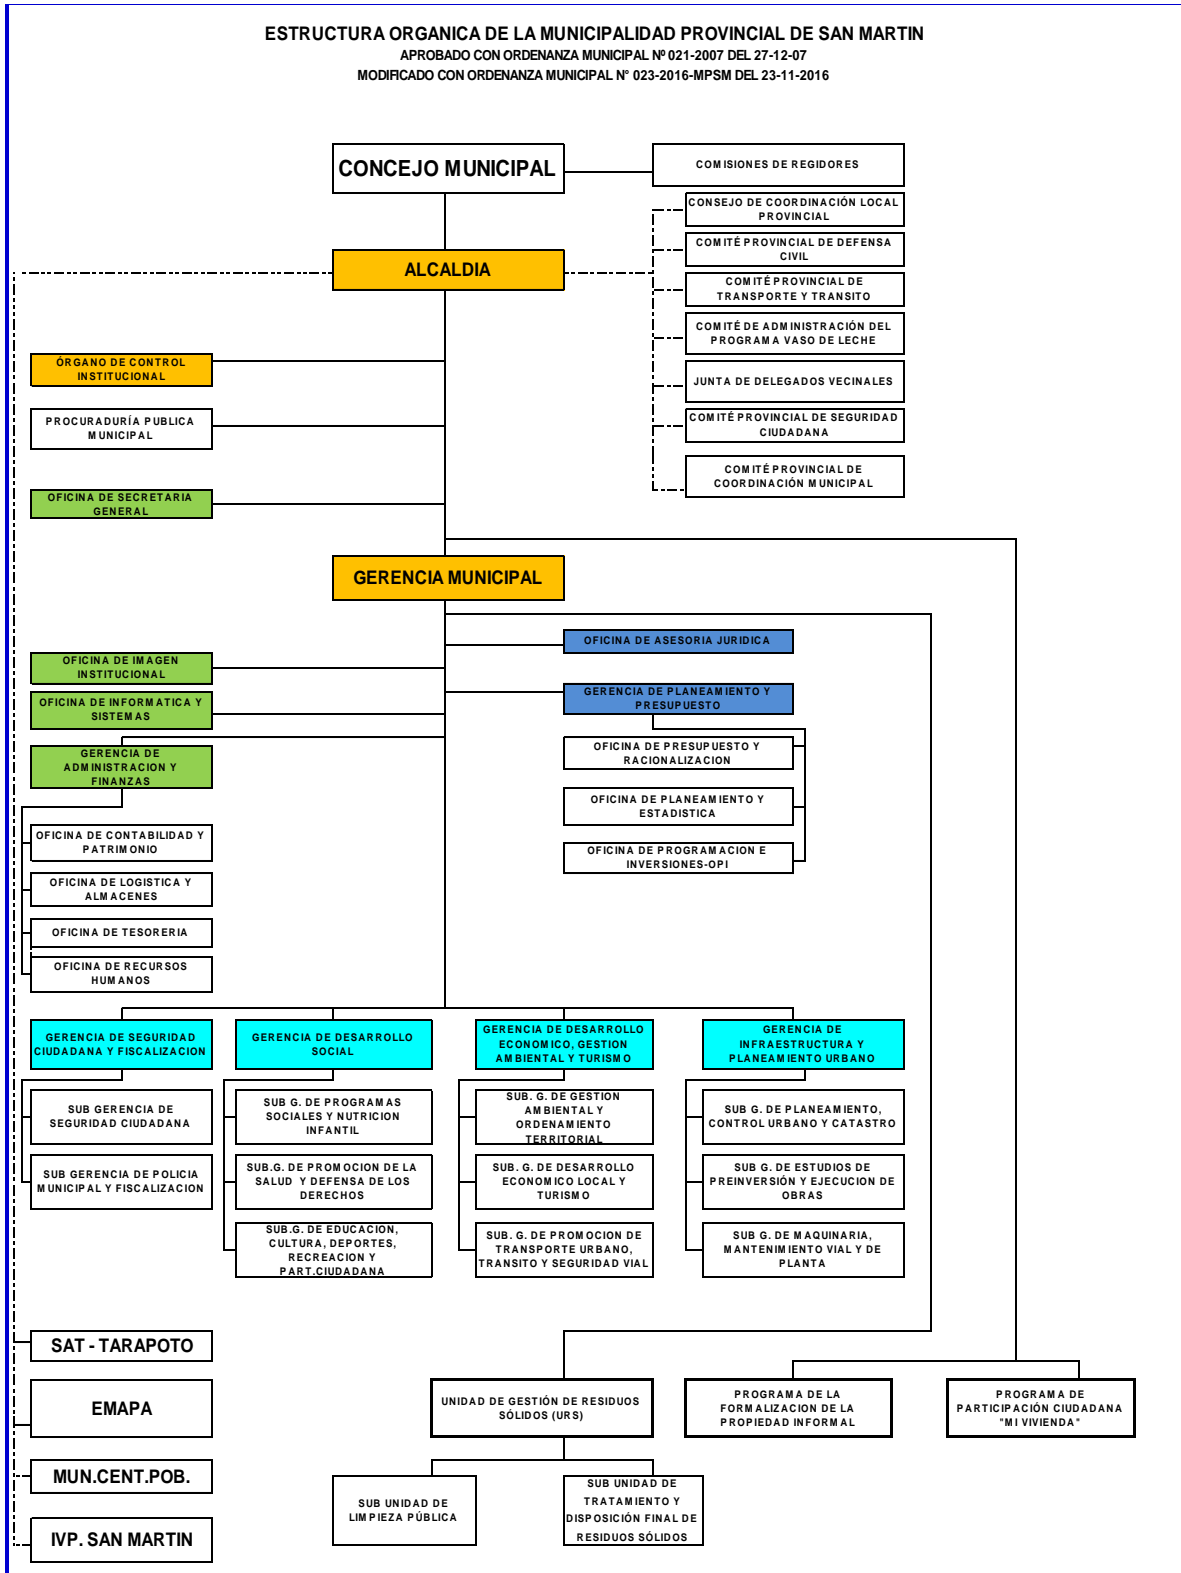 ESTRUCTURA ORGANICA DE LA MUNICIPALIDAD PROVINCIAL DE SAN MARTIN
APROBADO CON ORDENANZA MUNICIPAL Nº 021-2007 DEL 27-12-07
MODIFICADO CON ORDENANZA MUNICIPAL N° 023-2016-MPSM DEL 23-11-2016
CONCEJO MUNICIPAL
COMISIONES DE REGIDORES
CONSEJO DE COORDINACIÓN LOCAL
PROVINCIAL
COMITÉ PROVINCIAL DE DEFENSA
CIVIL
ALCALDIA
COMITÉ PROVINCIAL DE
TRANSPORTE Y TRANSITO
COMITÉ DE ADMINISTRACIÓN DEL
PROGRAMA VASO DE LECHE
JUNTA DE DELEGADOS VECINALES
COMITÉ PROVINCIAL DE SEGURIDAD
CIUDADANA
COMITÉ PROVINCIAL DE
COORDINACIÓN MUNICIPAL
ÓRGANO DE CONTROL
INSTITUCIONAL
PROCURADURÍA PUBLICA
MUNICIPAL
OFICINA DE SECRETARIA
GENERAL
GERENCIA MUNICIPAL
OFICINA DE ASESORIA JURIDICA
OFICINA DE IMAGEN
INSTITUCIONAL
GERENCIA DE PLANEAMIENTO Y
PRESUPUESTO
OFICINA DE INFORMATICA Y
SISTEMAS
GERENCIA DE
ADMINISTRACION Y
FINANZAS
OFICINA DE PRESUPUESTO Y
RACIONALIZACION
OFICINA DE PLANEAMIENTO Y
ESTADISTICA
OFICINA DE PROGRAMACION E
INVERSIONES-OPI
OFICINA DE CONTABILIDAD Y
PATRIMONIO
OFICINA DE LOGISTICA Y
ALMACENES
OFICINA DE TESORERIA
OFICINA DE RECURSOS
HUMANOS
GERENCIA DE SEGURIDAD
CIUDADANA Y FISCALIZACION
GERENCIA DE DESARROLLO
SOCIAL
GERENCIA DE DESARROLLO
ECONOMICO, GESTION
AMBIENTAL Y TURISMO
GERENCIA DE
INFRAESTRUCTURA Y
PLANEAMIENTO URBANO
SUB GERENCIA DE
SEGURIDAD CIUDADANA
SUB G. DE PROGRAMAS
SOCIALES Y NUTRICION
INFANTIL
SUB. G. DE GESTION
AMBIENTAL Y
ORDENAMIENTO
TERRITORIAL
SUB G. DE PLANEAMIENTO,
CONTROL URBANO Y CATASTRO
SUB GERENCIA DE POLICIA
MUNICIPAL Y FISCALIZACION
SUB.G. DE PROMOCION DE LA
SALUD Y DEFENSA DE LOS
DERECHOS
SUB. G. DE DESARROLLO
ECONOMICO LOCAL Y
TURISMO
SUB G. DE ESTUDIOS DE
PREINVERSIÓN Y EJECUCION DE
OBRAS
SUB.G. DE EDUCACION,
CULTURA, DEPORTES,
RECREACION Y
PART.CIUDADANA
SUB. G. DE PROMOCION DE
TRANSPORTE URBANO,
TRANSITO Y SEGURIDAD VIAL
SUB G. DE MAQUINARIA,
MANTENIMIENTO VIAL Y DE
PLANTA
SAT - TARAPOTO
EMAPA
MUN.CENT.POB.
IVP. SAN MARTIN
UNIDAD DE GESTIÓN DE RESIDUOS
SÓLIDOS (URS)
PROGRAMA DE LA
FORMALIZACION DE LA
PROPIEDAD INFORMAL
PROGRAMA DE
PARTICIPACIÓN CIUDADANA
"MI VIVIENDA"
SUB UNIDAD DE
LIMPIEZA PÚBLICA
SUB UNIDAD DE
TRATAMIENTO Y
DISPOSICIÓN FINAL DE
RESIDUOS SÓLIDOS